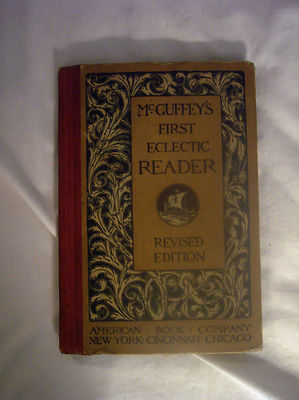 McGUFFEY'S
FIRST
ECLECTIC
READER
REVISED
EDITION
AMERICAN · BOOK · COMPANY
NEW YORK · CINCINNATI · CHICAGO